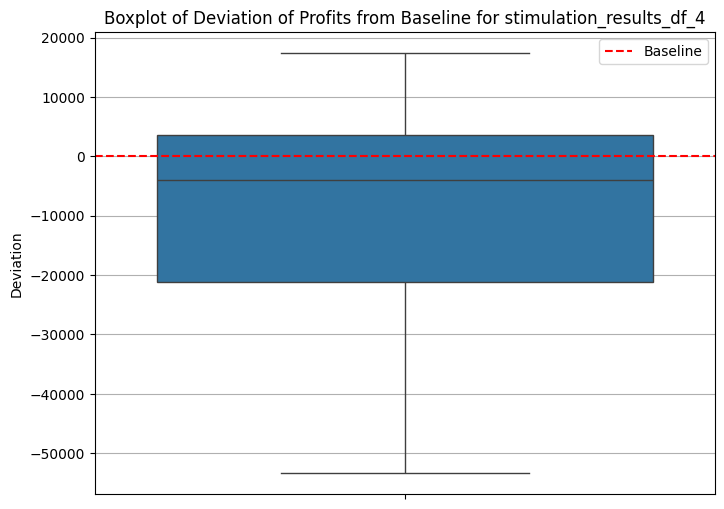 Boxplot of Deviation of Profits from Baseline for stimulation_results_df_4
20000
Baseline
10000
0
−10000
−20000
−30000
−40000
−50000
Deviation